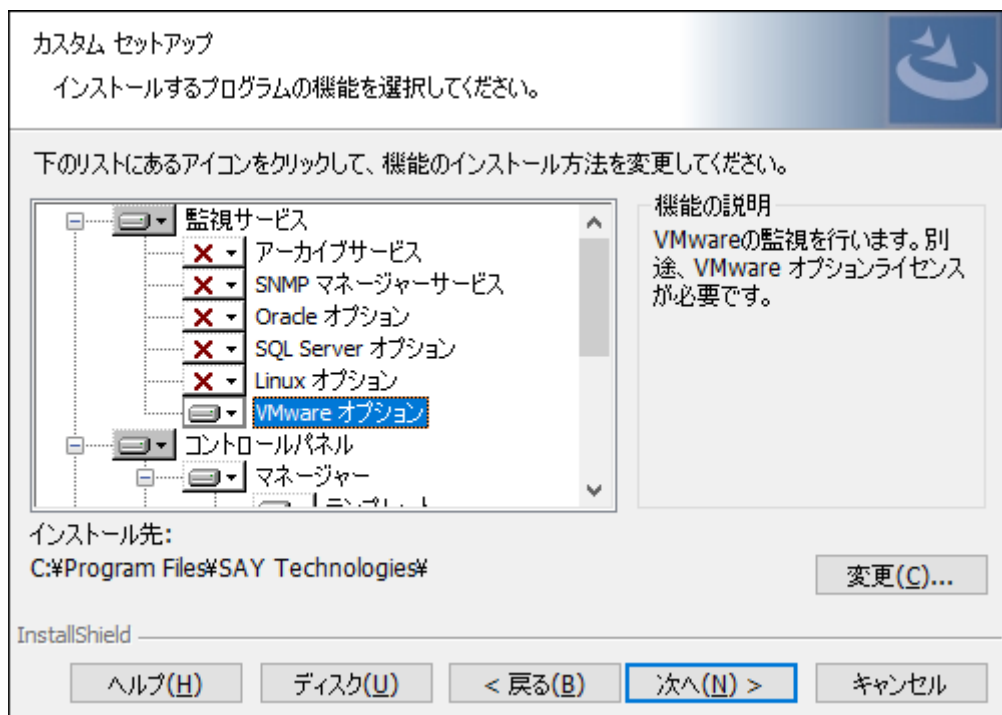 カスタム セットアップ
インストールするプログラムの機能を選択してください。
下のリストにあるアイコンをクリックして、機能のインストール方法を変更してください。
監視サービス
アーカイブサービス
SNMP マネージャーサービス
Oracle オプション
SQL Server オプション
Linux オプション
VMware オプション
コントロールパネル
マネージャー
テンプレート
機能の説明
VMwareの監視を行います。別
途、VMware オプションライセンス
が必要です。
インストール先:
C:¥Program Files¥SAY Technologies¥
変更(C)...
InstallShield
ヘルプ(H)
ディスク(U)
< 戻る(B)
次へ(N) >
キャンセル